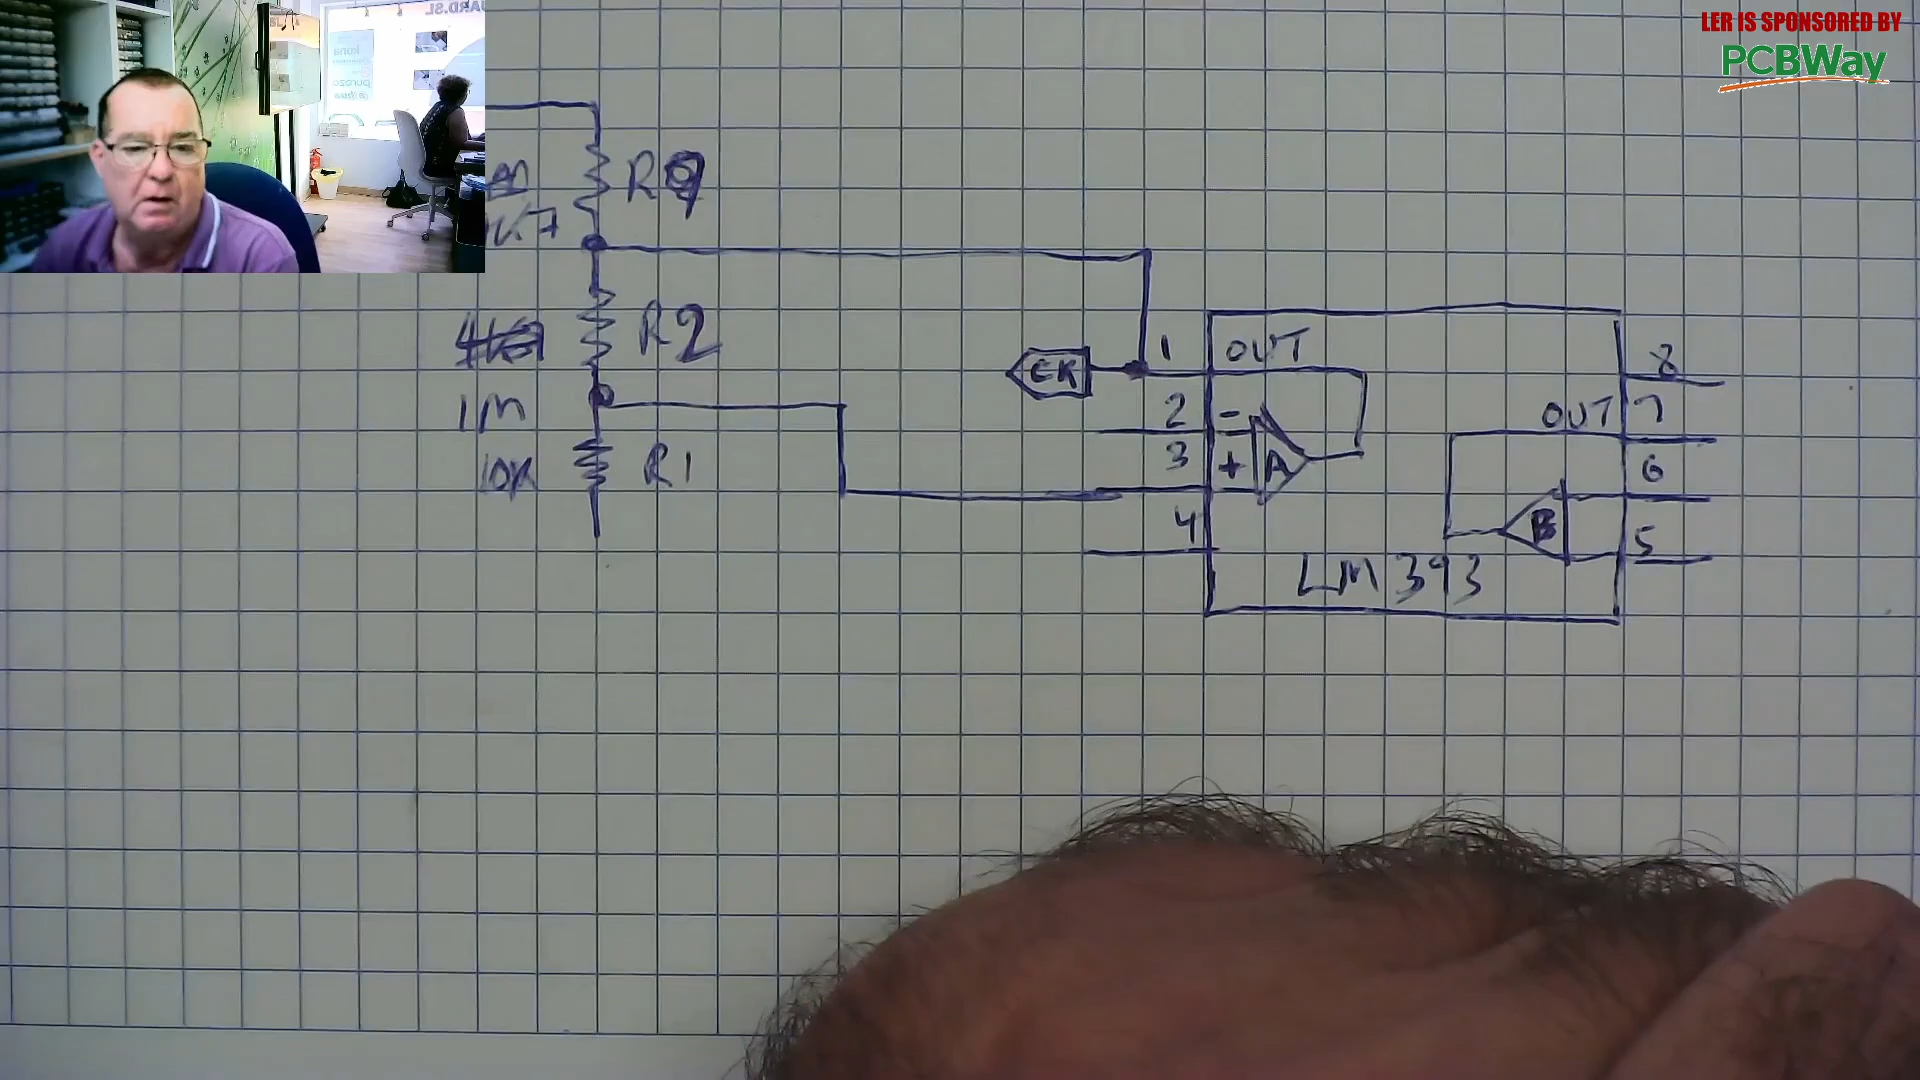 LER IS SPONSORED BY
PCBWay
R9
R2
1M
10K
R1
CK
1
OUT
2
-
3
+
A
4
LM393
8
OUT
7
6
B
5